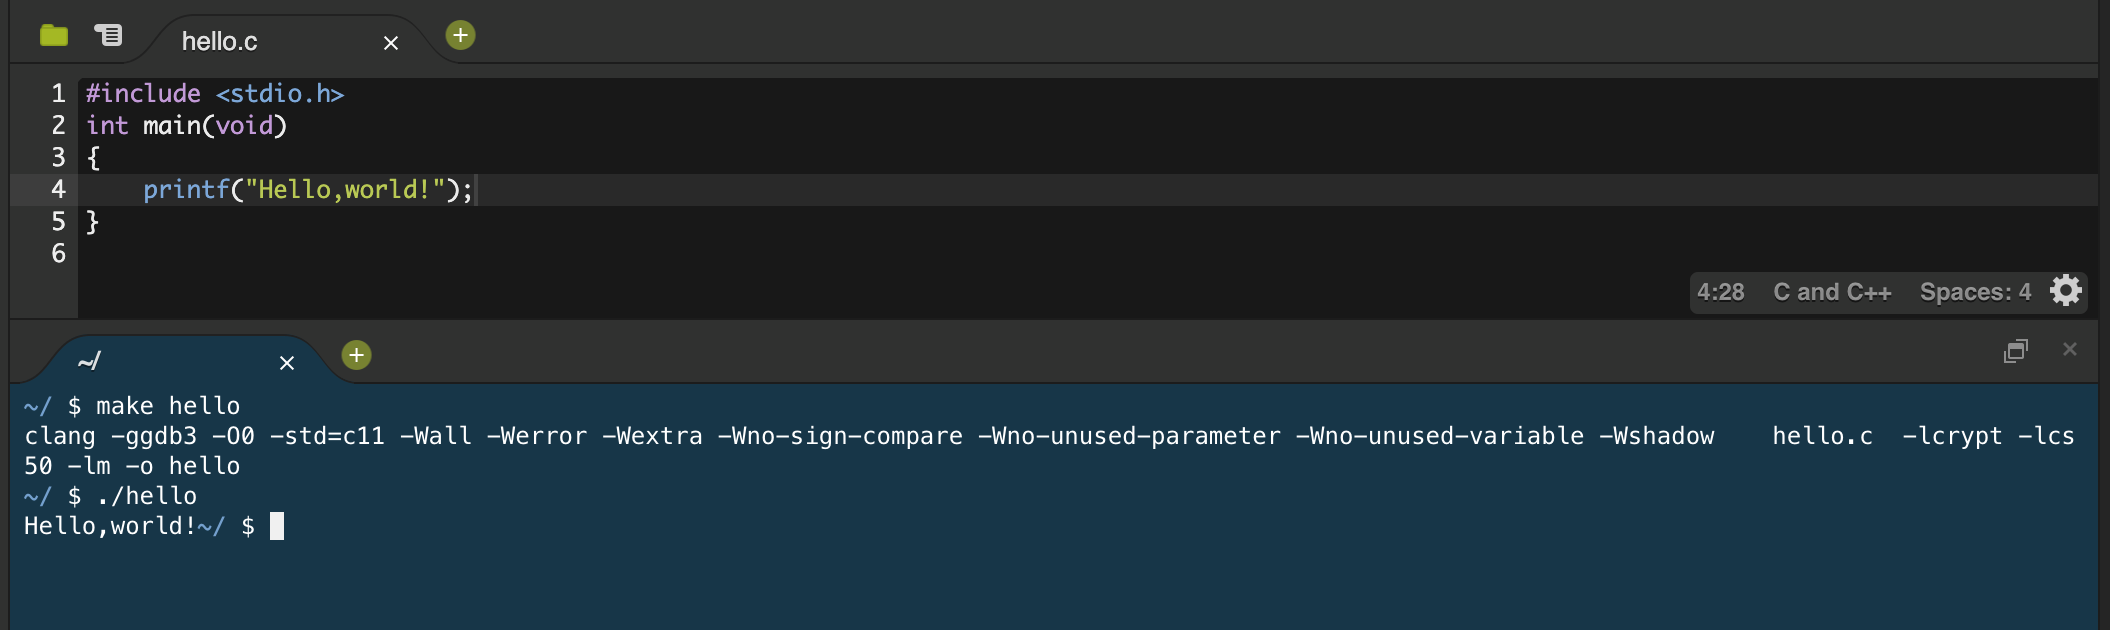 hello.c
1 #include <stdio.h>
2 int main(void)
3 {
4     printf("Hello,world!");
5 }
6
4:28 C and C++ Spaces: 4
~/
~/ $ make hello
clang -ggdb3 -O0 -std=c11 -Wall -Werror -Wextra -Wno-sign-compare -Wno-unused-parameter -Wno-unused-variable -Wshadow    hello.c  -lcrypt -lcs
50 -lm -o hello
~/ $ ./hello
Hello,world!~/ $